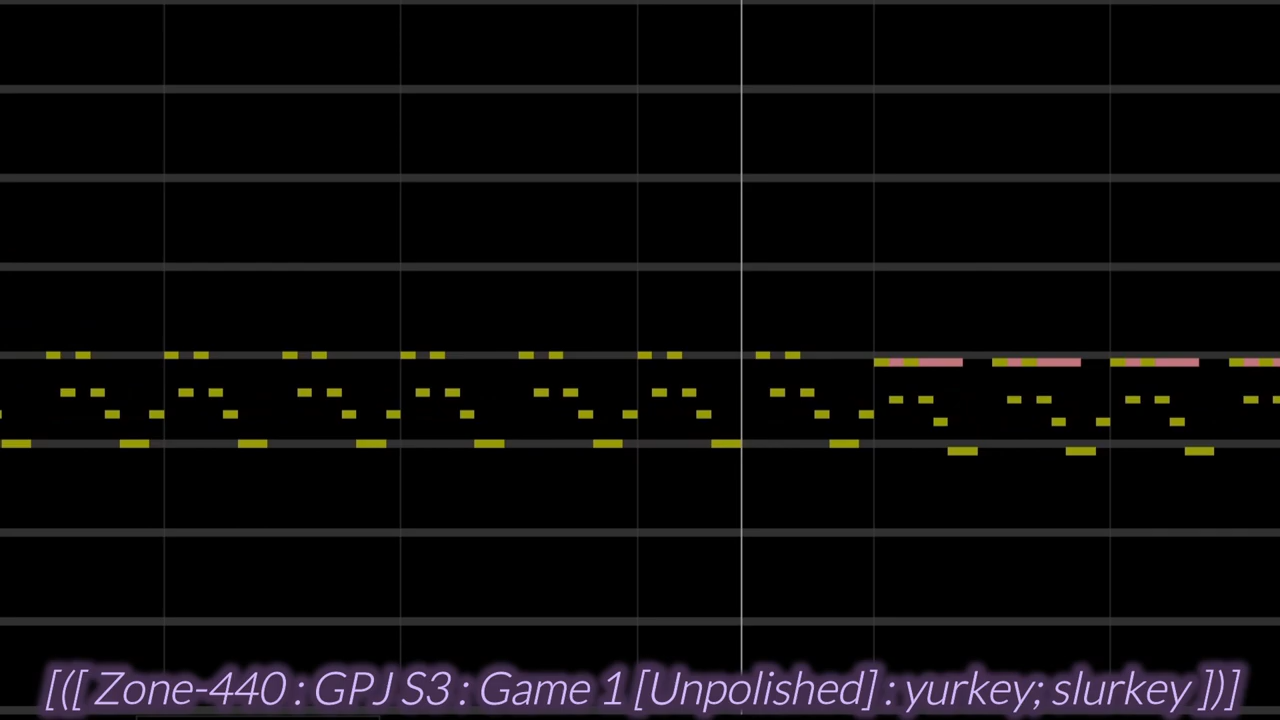 [([ Zone-440 : GPJ S3 : Game 1 [Unpolished] : yurkey; slurkey ])]